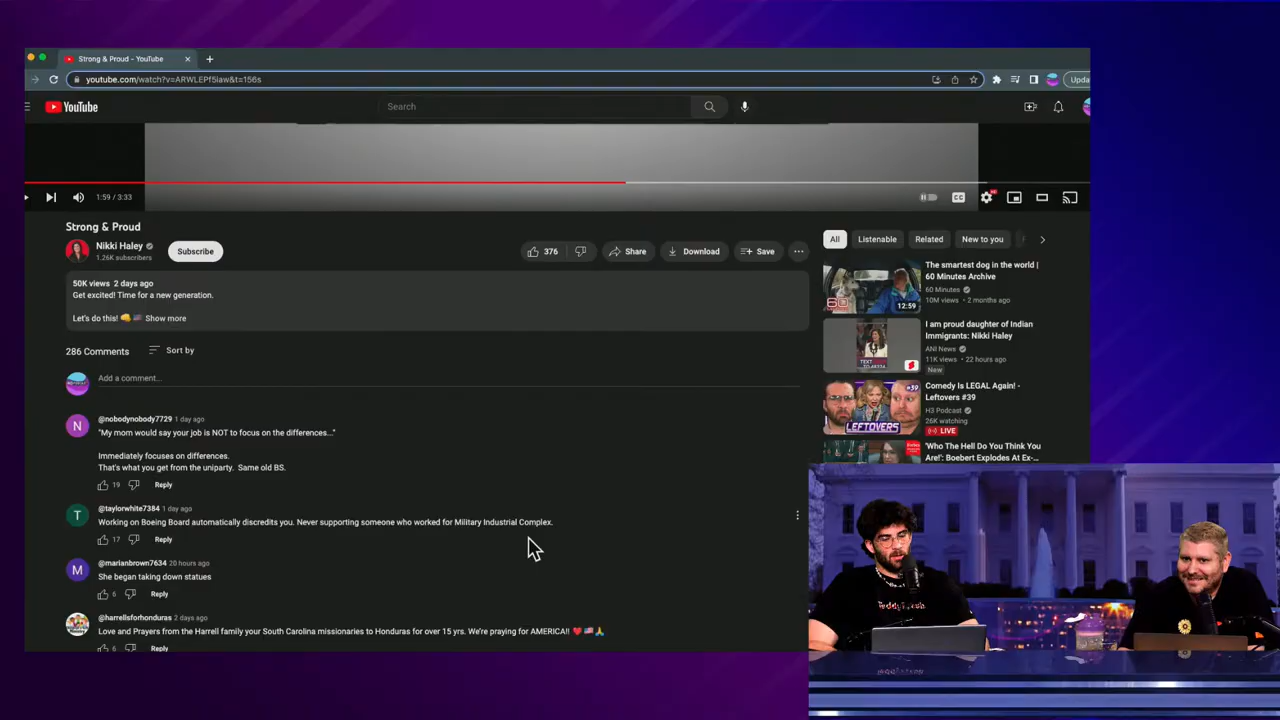 Strong & Proud - YouTube
youtube.com/watch?v=ARWLEPf5iaw&t=156s
Upda
YouTube
Search
1:59 / 3:33
CC
Strong & Proud
Nikki Haley
1.26K subscribers
Subscribe
376
Share
Download
Save
50K views 2 days ago
Get excited! Time for a new generation.
Let's do this! 👊 🇺🇸 Show more
286 Comments
Sort by
Add a comment...
N
@nobodynobody7729 1 day ago
"My mom would say your job is NOT to focus on the differences..."
Immediately focuses on differences.
That's what you get from the uniparty. Same old BS.
19
Reply
T
@taylorwhite7384 1 day ago
Working on Boeing Board automatically discredits you. Never supporting someone who worked for Military Industrial Complex.
17
Reply
M
@marianbrown7634 20 hours ago
She began taking down statues
6
Reply
@harrellsforhonduras 2 days ago
Love and Prayers from the Harrell family your South Carolina missionaries to Honduras for over 15 yrs. We're praying for AMERICA!! ❤️🇺🇸🙏
6
Reply
All
Listenable
Related
New to you
60
12:59
The smartest dog in the world |
60 Minutes Archive
60 Minutes
10M views • 2 months ago
I am proud daughter of Indian
Immigrants: Nikki Haley
ANI News
11K views • 22 hours ago
New
#39
LEFTOVERS
Comedy Is LEGAL Again! -
Leftovers #39
H3 Podcast
26K watching
LIVE
'Who The Hell Do You Think
You Are!': Boebert Explodes At Ex-...
Teddy Fresh